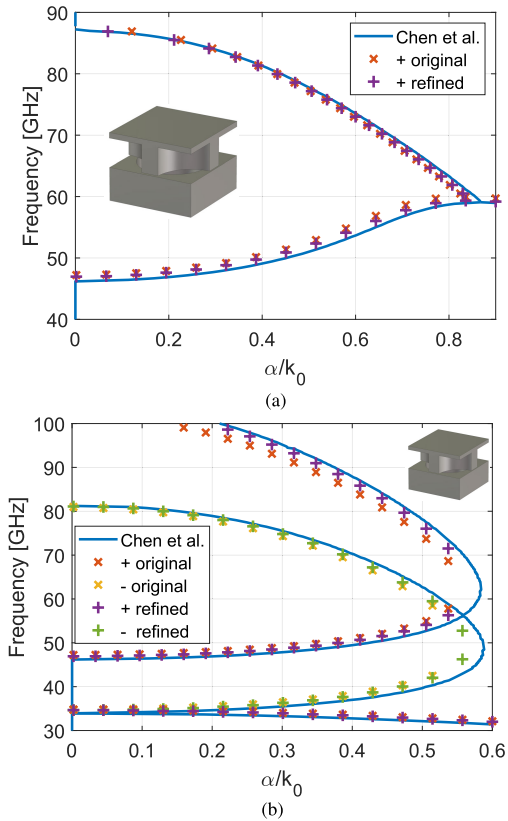 90
80
70
60
50
40
Frequency [GHz]
Chen et al.
+ original
+ refined
0 0.2 0.4 0.6 0.8
α/k0
(a)
100
90
80
70
60
50
40
30
Frequency [GHz]
Chen et al.
+ original
- original
+ refined
- refined
0 0.1 0.2 0.3 0.4 0.5 0.6
α/k0
(b)